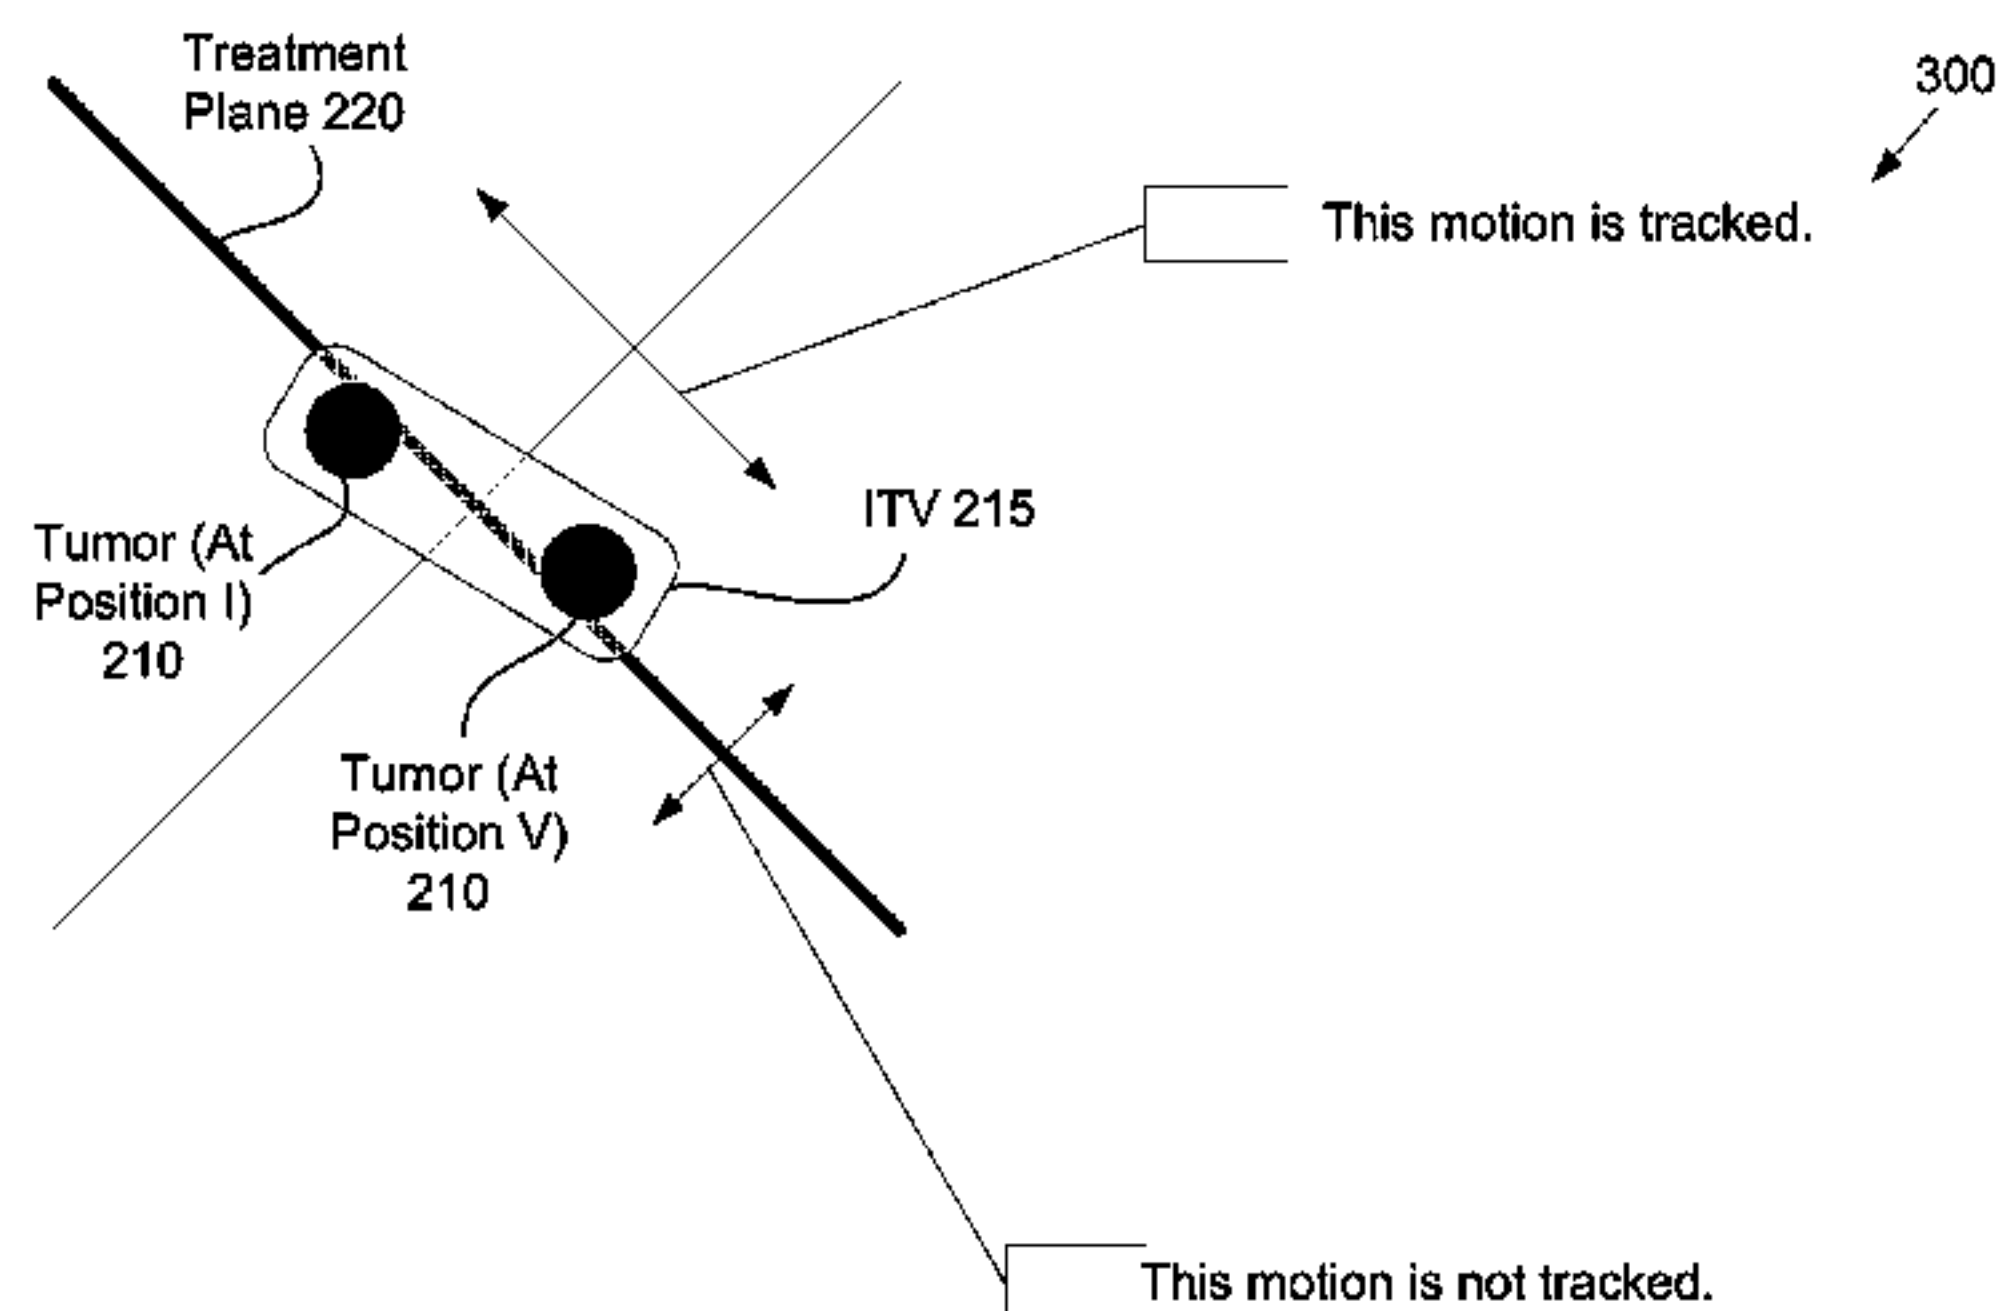 Treatment
Plane 220
300
This motion is tracked.
ITV 215
Tumor (At
Position I)
210
Tumor (At
Position V)
210
This motion is not tracked.